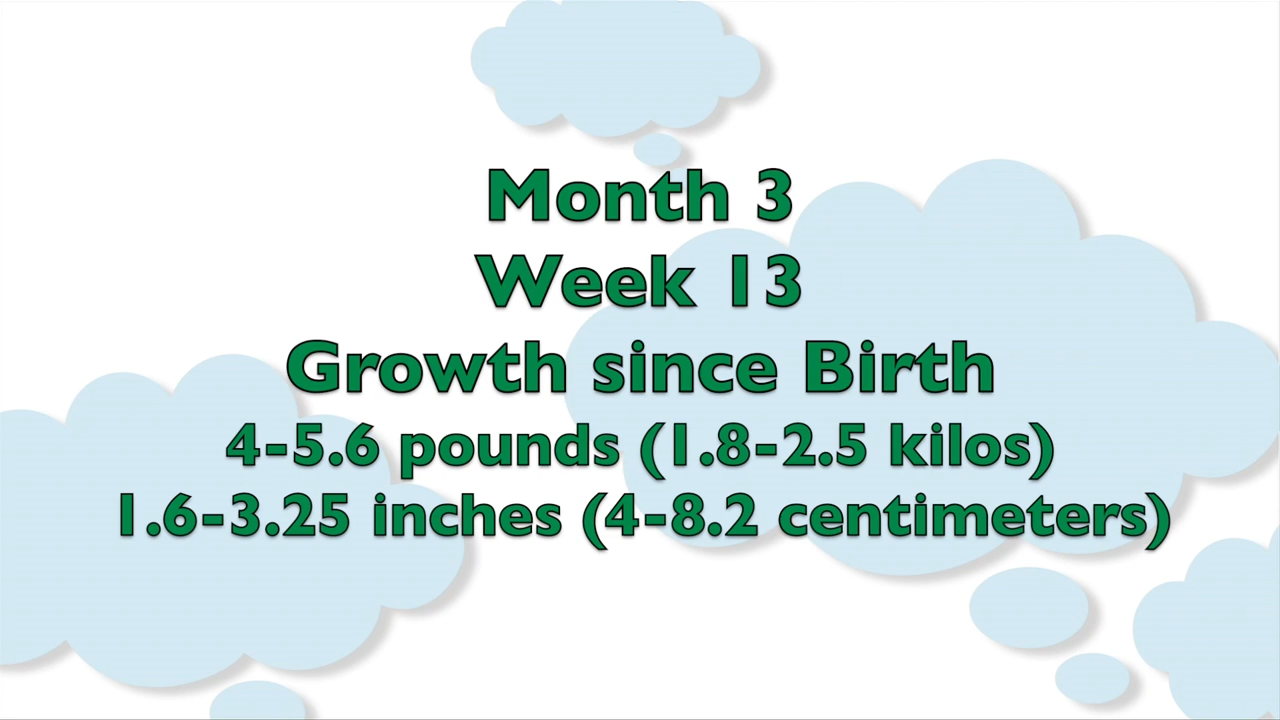 Month 3
Week 13
Growth since Birth
4-5.6 pounds (1.8-2.5 kilos)
1.6-3.25 inches (4-8.2 centimeters)